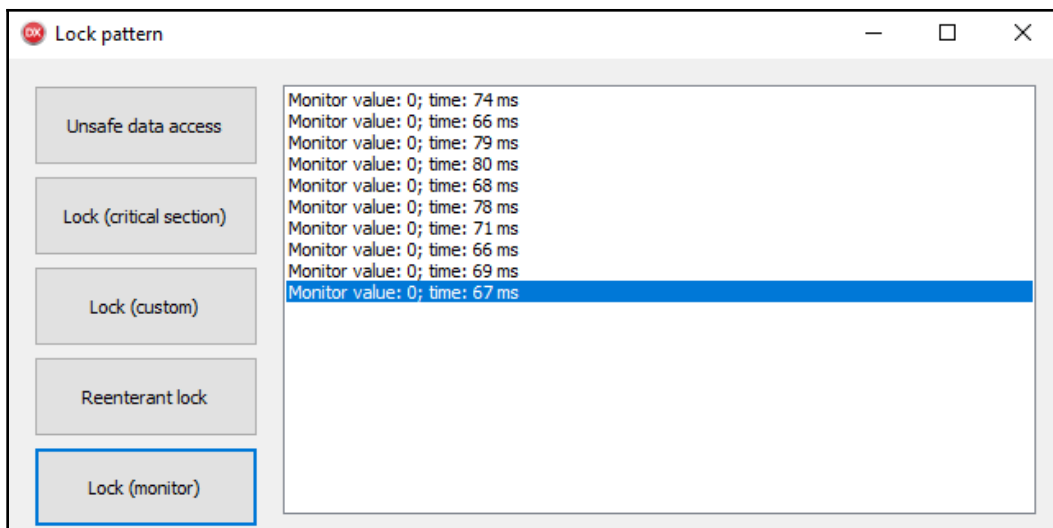 DX Lock pattern
Unsafe data access
Lock (critical section)
Lock (custom)
Reenterant lock
Lock (monitor)
Monitor value: 0; time: 74 ms
Monitor value: 0; time: 66 ms
Monitor value: 0; time: 79 ms
Monitor value: 0; time: 80 ms
Monitor value: 0; time: 68 ms
Monitor value: 0; time: 78 ms
Monitor value: 0; time: 71 ms
Monitor value: 0; time: 66 ms
Monitor value: 0; time: 69 ms
Monitor value: 0; time: 67 ms